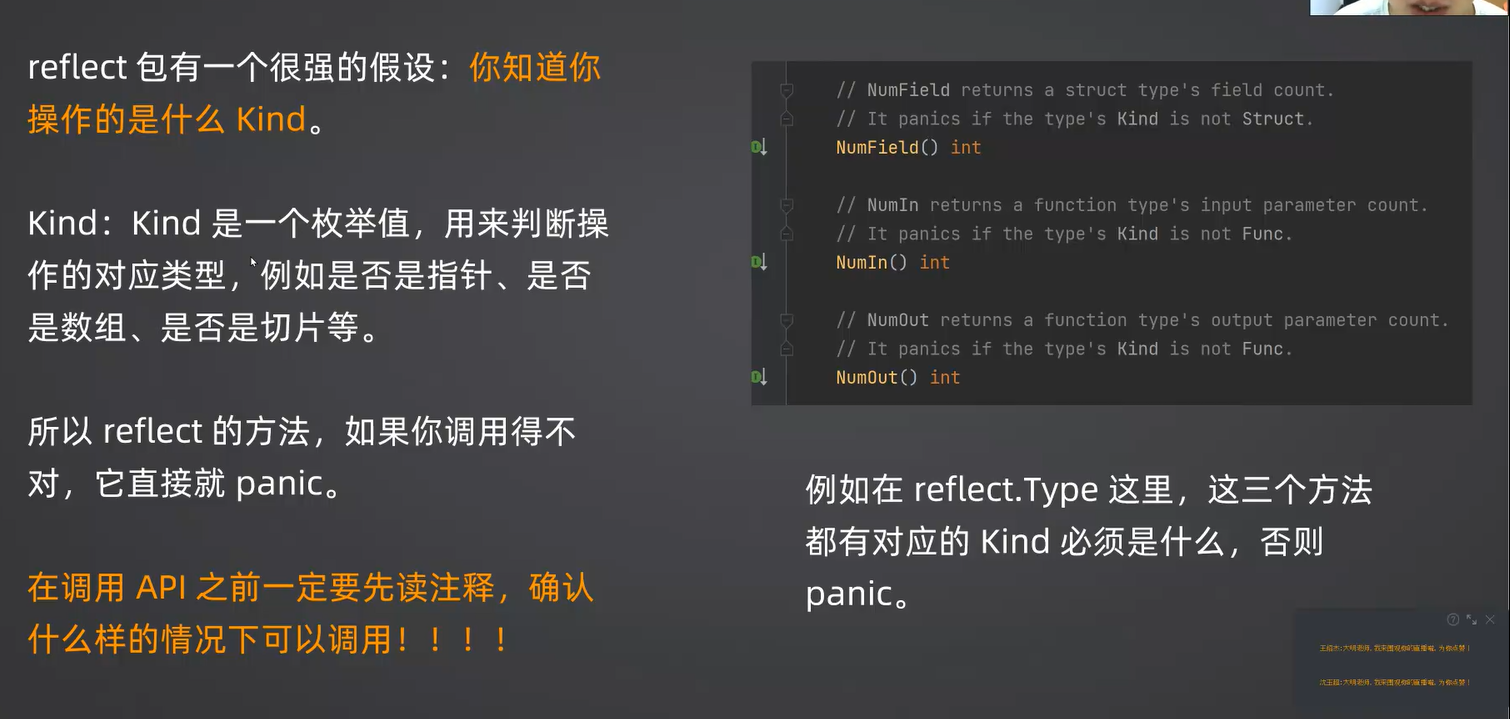 reflect 包有一个很强的假设：你知道你
操作的是什么 Kind。
Kind：Kind 是一个枚举值，用来判断操
作的对应类型，例如是否是指针、是否
是数组、是否是切片等。
所以 reflect 的方法，如果你调用得不
对，它直接就 panic。
在调用 API 之前一定要先读注释，确认
什么样的情况下可以调用！！！！
// NumField returns a struct type's field count.
// It panics if the type's Kind is not Struct.
NumField() int
// NumIn returns a function type's input parameter count.
// It panics if the type's Kind is not Func.
NumIn() int
// NumOut returns a function type's output parameter count.
// It panics if the type's Kind is not Func.
NumOut() int
例如在 reflect.Type 这里，这三个方法
都有对应的 Kind 必须是什么，否则
panic。